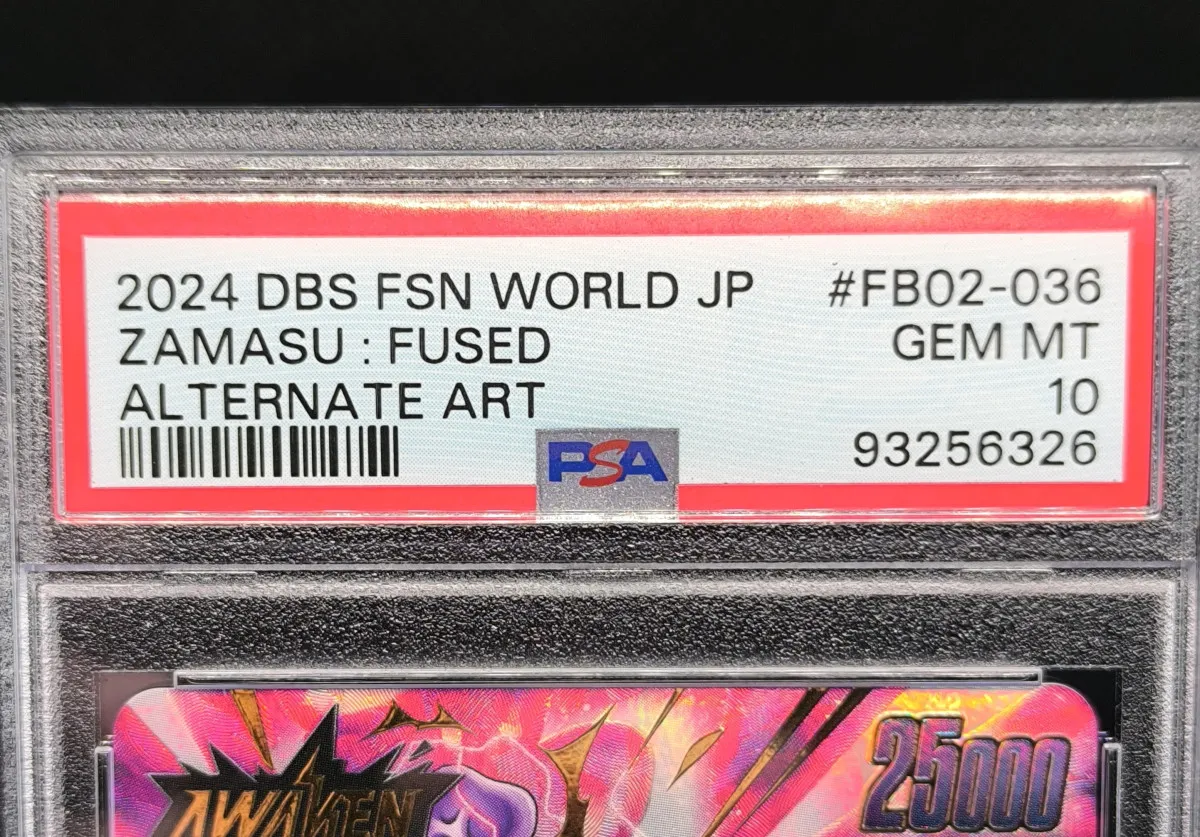 2024 DBS FSN WORLD JP #FB02-036
ZAMASU : FUSED GEM MT
ALTERNATE ART 10
PSA 93256326
AWAKEN 25000